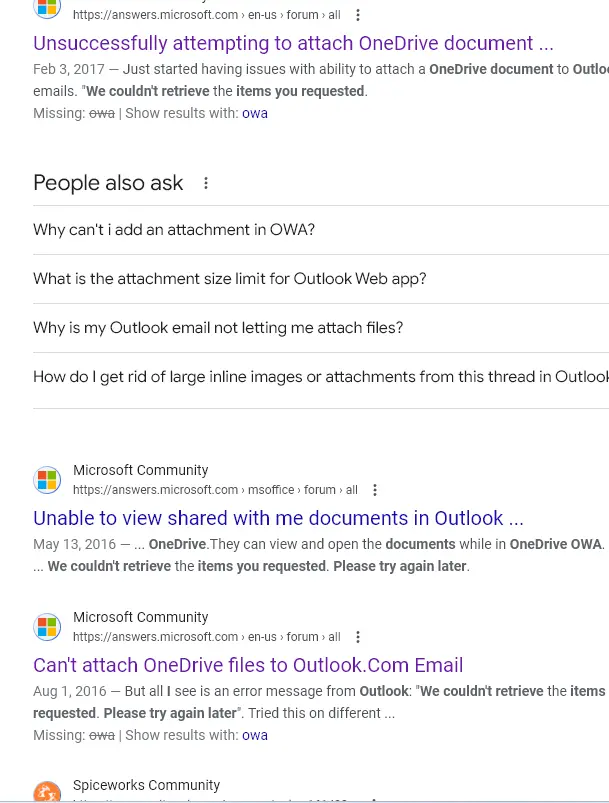 https://answers.microsoft.com › en-us › forum › all
Unsuccessfully attempting to attach OneDrive document ...
Feb 3, 2017 — Just started having issues with ability to attach a OneDrive document to Outlo
emails. "We couldn't retrieve the items you requested.
Missing: owa | Show results with: owa
People also ask
Why can't i add an attachment in OWA?
What is the attachment size limit for Outlook Web app?
Why is my Outlook email not letting me attach files?
How do I get rid of large inline images or attachments from this thread in Outlook
Microsoft Community
https://answers.microsoft.com › msoffice › forum › all
Unable to view shared with me documents in Outlook ...
May 13, 2016 — ... OneDrive.They can view and open the documents while in OneDrive OWA.
... We couldn't retrieve the items you requested. Please try again later.
Microsoft Community
https://answers.microsoft.com › en-us › forum › all
Can't attach OneDrive files to Outlook.Com Email
Aug 1, 2016 — But all I see is an error message from Outlook: "We couldn't retrieve the items
requested. Please try again later". Tried this on different ...
Missing: owa | Show results with: owa
Spiceworks Community